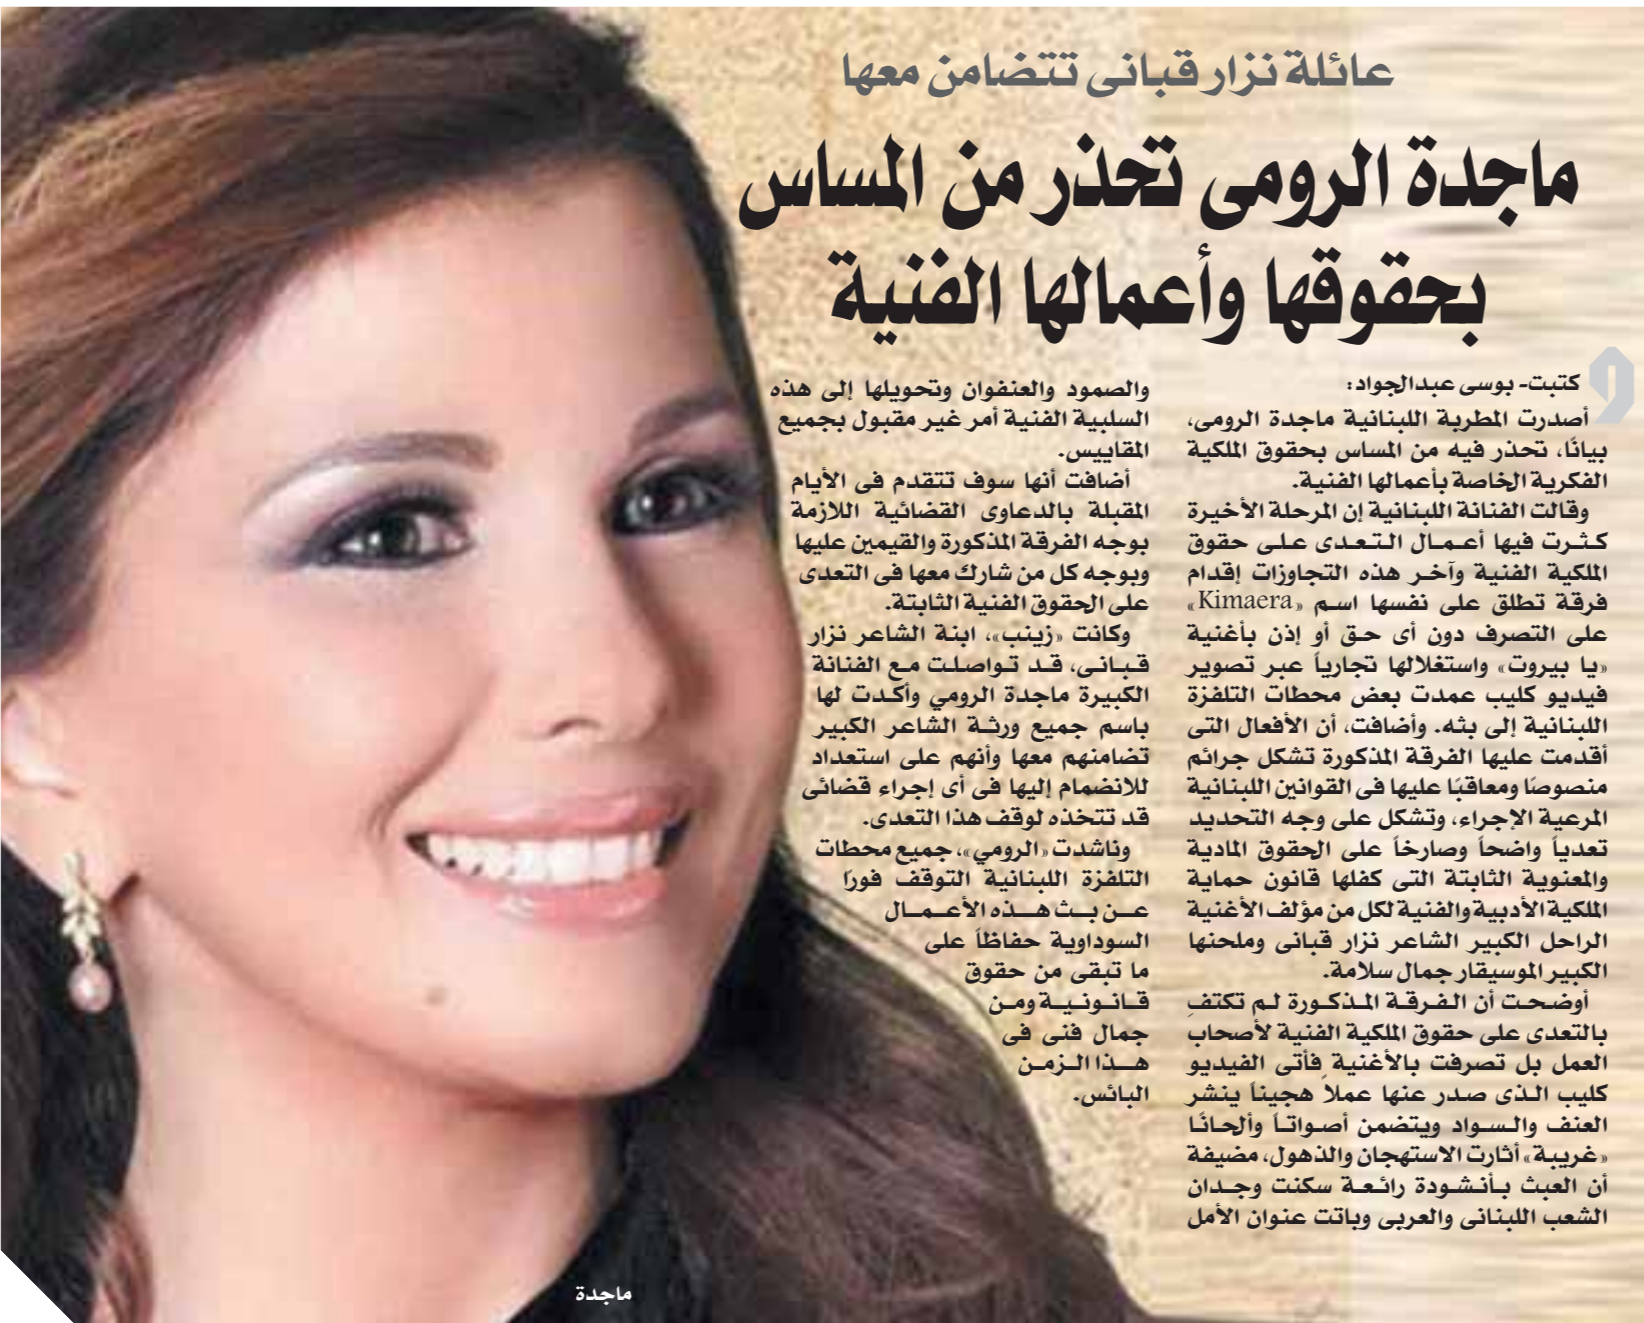 عائلة نزار قبانى تتضامن معها
ماجدة الرومى تحذر من المساس
بحقوقها وأعمالها الفنية
كتبت- بوسى عبدالجواد:
أصدرت المطربة اللبنانية ماجدة الرومى،
بيانًا، تحذر فيه من المساس بحقوق الملكية
الفكرية الخاصة بأعمالها الفنية.
وقالت الفنانة اللبنانية إن المرحلة الأخيرة
كثرت فيها أعمال التعدى على حقوق
الملكية الفنية وآخر هذه التجاوزات إقدام
فرقة تطلق على نفسها اسم «Kimaera»
على التصرف دون أى حق أو إذن بأغنية
«يا بيروت» واستغلالها تجارياً عبر تصوير
فيديو كليب عمدت بعض محطات التلفزة
اللبنانية إلى بثه. وأضافت، أن الأفعال التى
أقدمت عليها الفرقة المذكورة تشكل جرائم
منصوصًا ومعاقبًا عليها فى القوانين اللبنانية
المرعية الإجراء، وتشكل على وجه التحديد
تعدياً واضحاً وصارخاً على الحقوق المادية
والمعنوية الثابتة التى كفلها قانون حماية
الملكية الأدبية والفنية لكل من مؤلف الأغنية
الراحل الكبير الشاعر نزار قبانى وملحنها
الكبير الموسيقار جمال سلامة.
أوضحت أن الفرقة المذكورة لم تكتفِ
بالتعدى على حقوق الملكية الفنية لأصحاب
العمل بل تصرفت بالأغنية فأتى الفيديو
كليب الذى صدر عنها عملاً هجيناً ينشر
العنف والسواد ويتضمن أصواتاً وألحانًا
«غريبة» أثارت الاستهجان والذهول، مضيفة
أن العبث بأنشودة رائعة سكنت وجدان
الشعب اللبنانى والعربى وباتت عنوان الأمل
والصمود والعنفوان وتحويلها إلى هذه
السلبية الفنية أمر غير مقبول بجميع
المقاييس.
أضافت أنها سوف تتقدم فى الأيام
المقبلة بالدعاوى القضائية اللازمة
بوجه الفرقة المذكورة والقيمين عليها
وبوجه كل من شارك معها فى التعدى
على الحقوق الفنية الثابتة.
وكانت «زينب»، ابنة الشاعر نزار
قبانى، قد تواصلت مع الفنانة
الكبيرة ماجدة الرومي وأكدت لها
باسم جميع ورثة الشاعر الكبير
تضامنهم معها وأنهم على استعداد
للانضمام إليها فى أى إجراء قضائى
قد تتخذه لوقف هذا التعدى.
وناشدت «الرومي»، جميع محطات
التلفزة اللبنانية التوقف فورًا
عن بث هذه الأعمال
السوداوية حفاظاً على
ما تبقى من حقوق
قانونية ومن
جمال فنى فى
هذا الزمن
البائس.
ماجدة